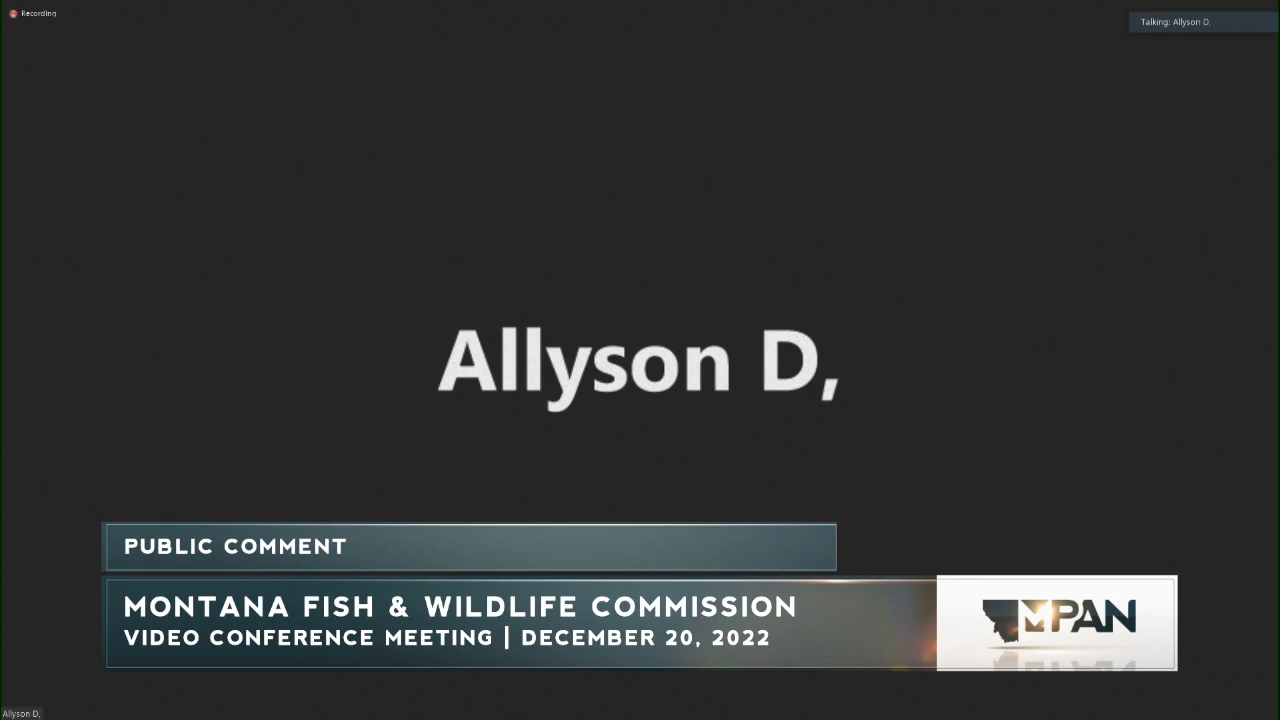 Recording
Talking: Allyson D,
Allyson D,
PUBLIC COMMENT
MONTANA FISH & WILDLIFE COMMISSION
VIDEO CONFERENCE MEETING | DECEMBER 20, 2022
MPAN
Allyson D,